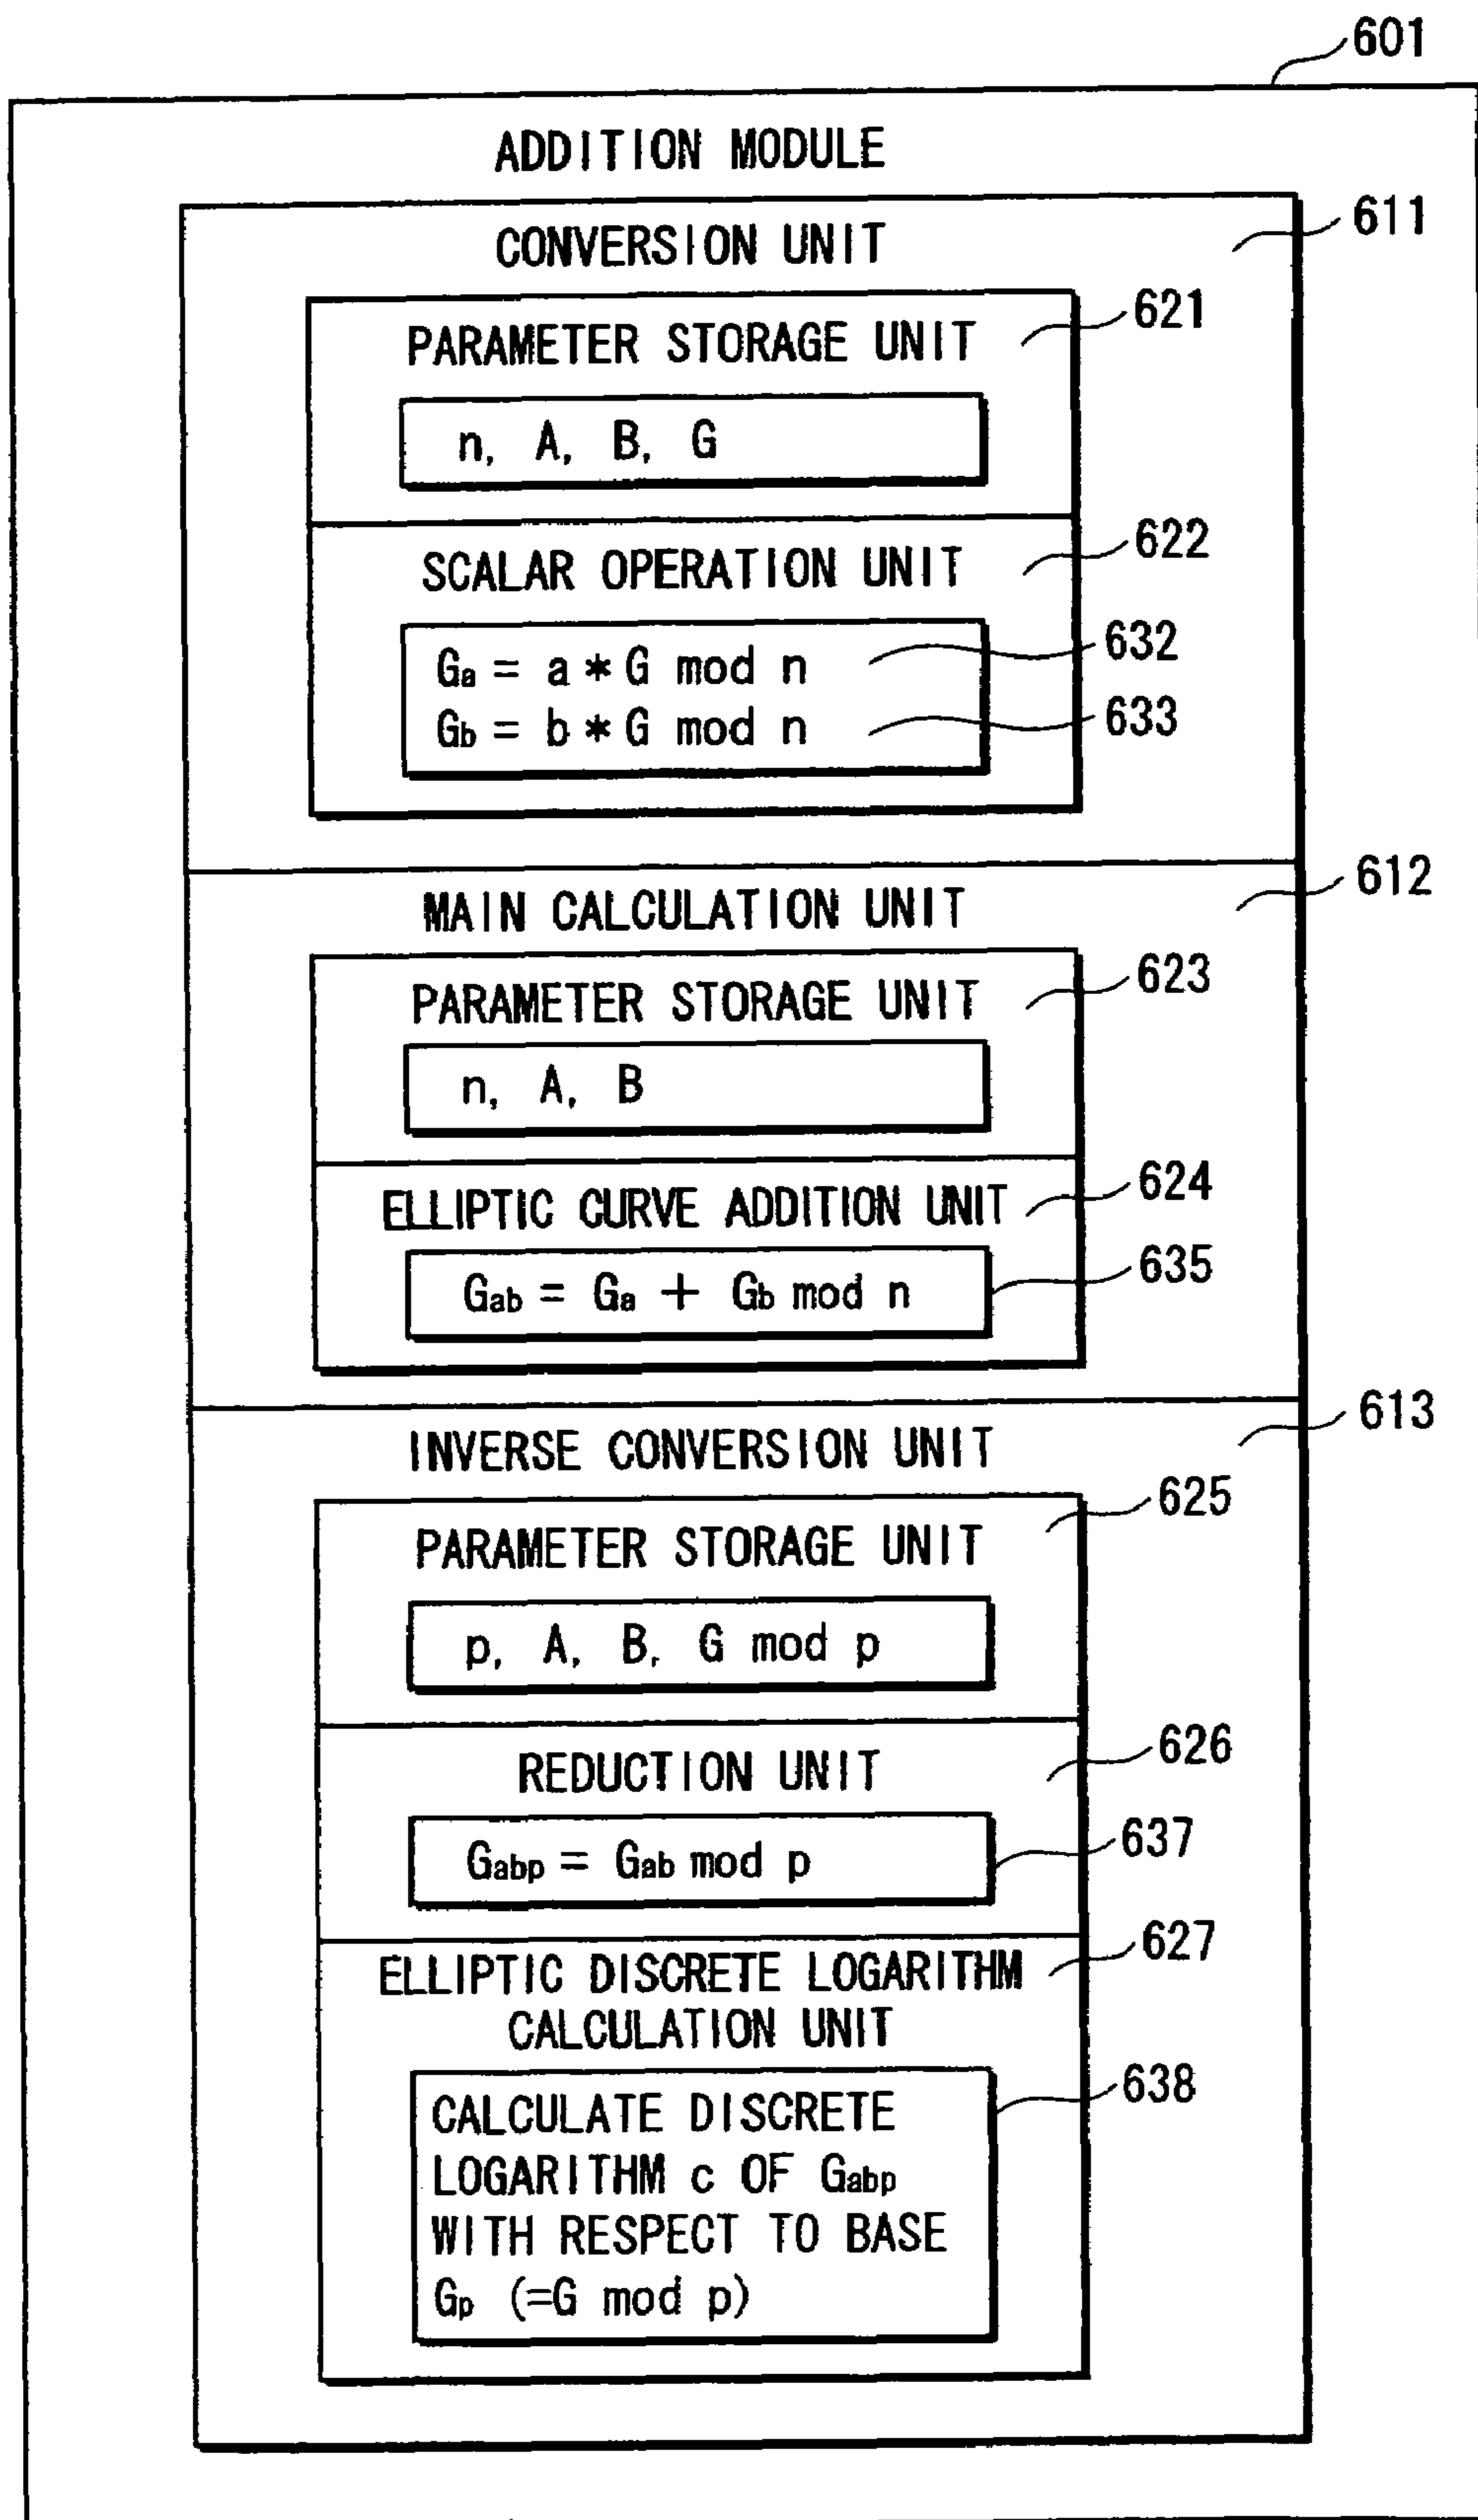 601
ADDITION MODULE
611
CONVERSION UNIT
621
PARAMETER STORAGE UNIT
n, A, B, G
622
SCALAR OPERATION UNIT
632
Ga = a * G mod n
633
Gb = b * G mod n
612
MAIN CALCULATION UNIT
623
PARAMETER STORAGE UNIT
n, A, B
624
ELLIPTIC CURVE ADDITION UNIT
635
Gab = Ga + Gb mod n
613
INVERSE CONVERSION UNIT
625
PARAMETER STORAGE UNIT
p, A, B, G mod p
626
REDUCTION UNIT
637
Gabp = Gab mod p
627
ELLIPTIC DISCRETE LOGARITHM
CALCULATION UNIT
638
CALCULATE DISCRETE
LOGARITHM c OF Gabp
WITH RESPECT TO BASE
Gp (=G mod p)